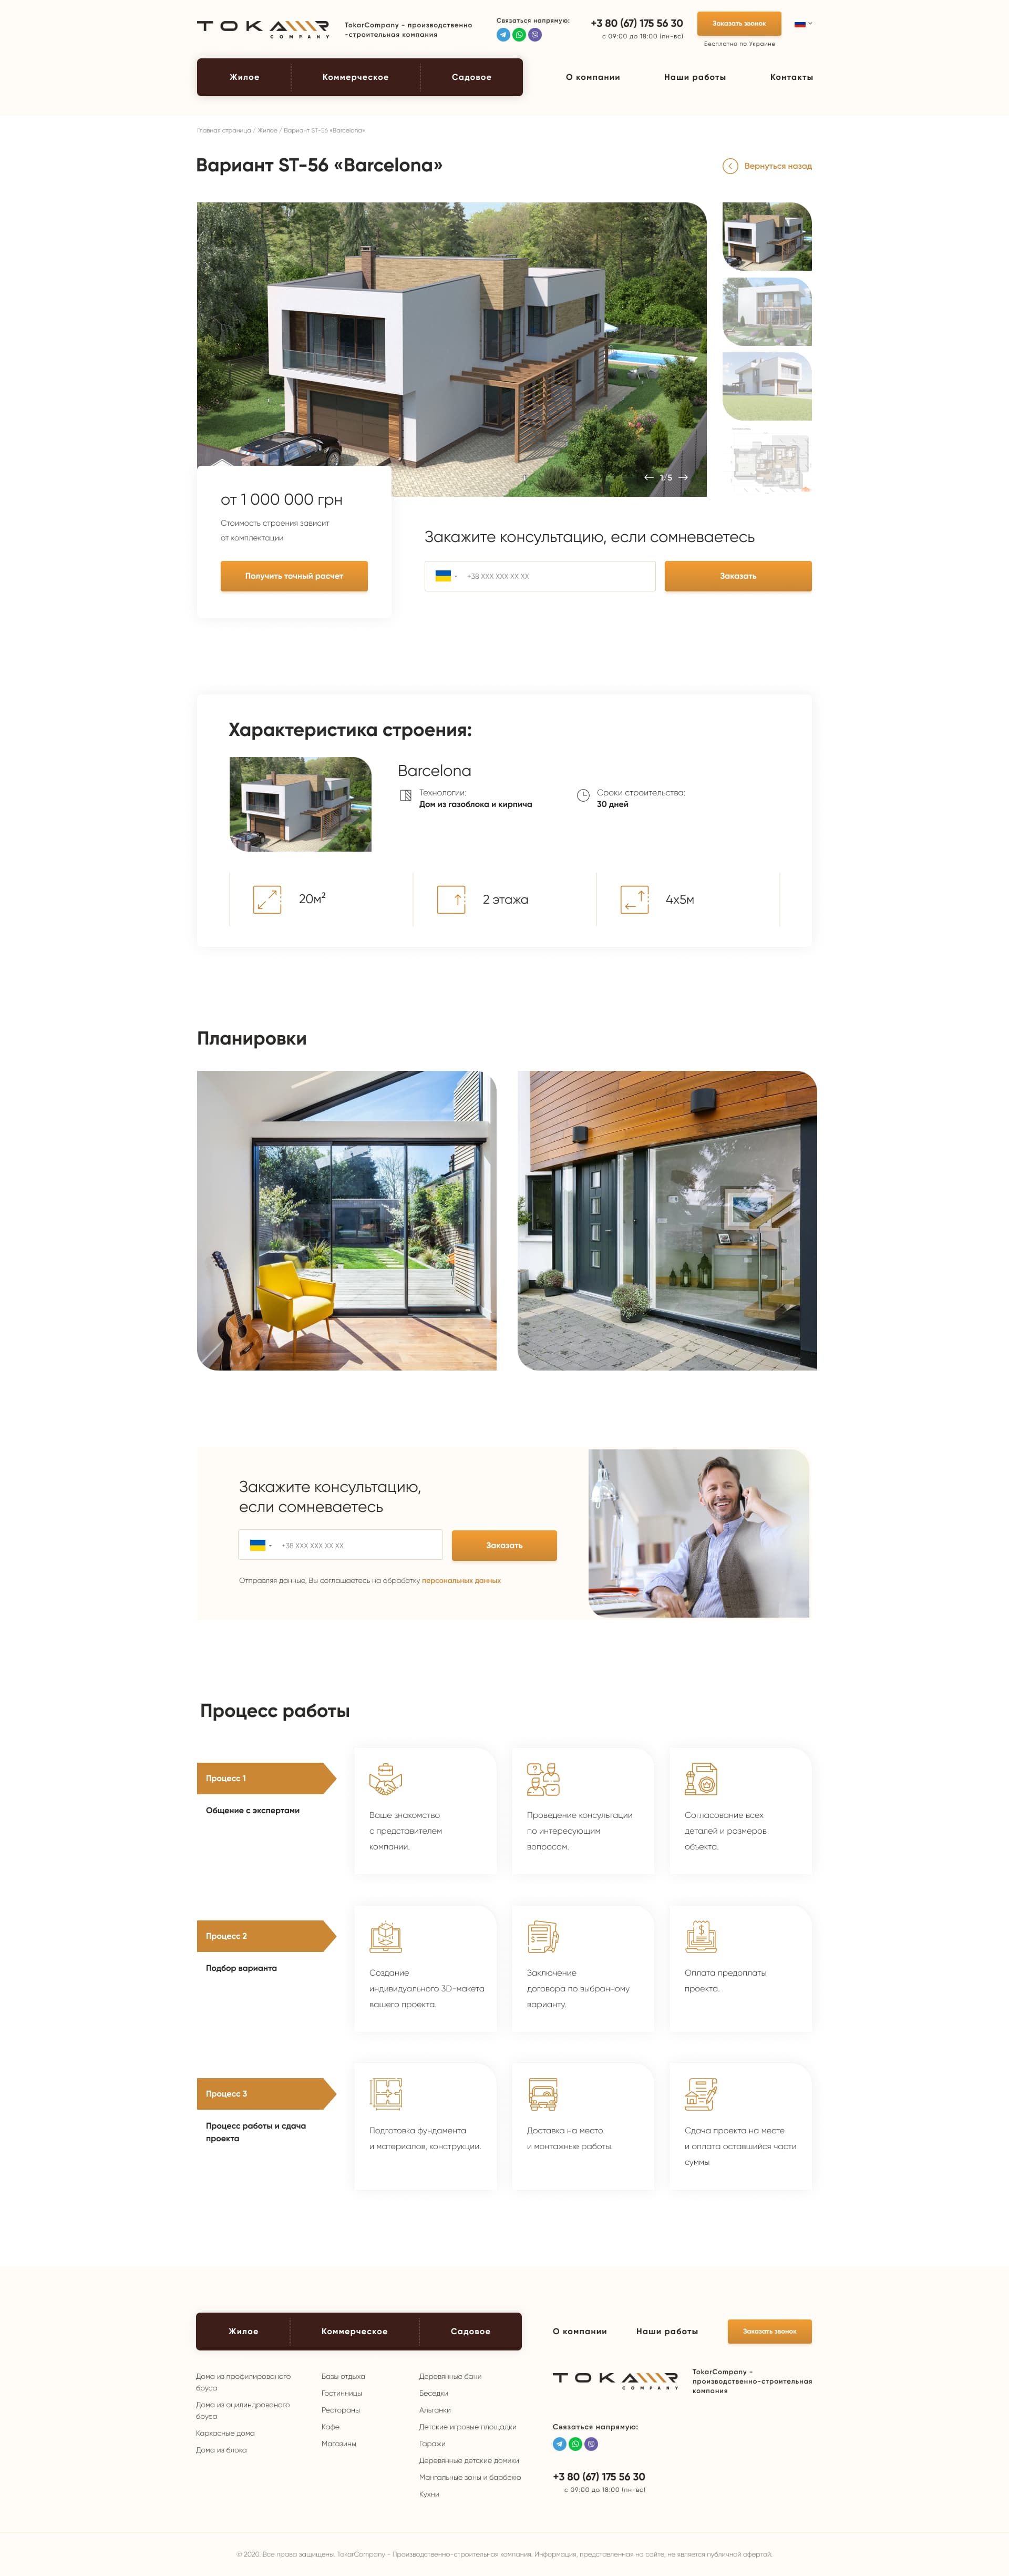 TOKAR
COMPANY
TokarCompany - производственно
-строительная компания
Связаться напрямую:
+3 80 (67) 175 56 30
с 09:00 до 18:00 (пн-вс)
Заказать звонок
Бесплатно по Украине
Жилое
Коммерческое
Садовое
О компании
Наши работы
Контакты
Главная страница / Жилое / Вариант ST-56 «Barcelona»
Вариант ST-56 «Barcelona»
Вернуться назад
1/5
от 1 000 000 грн
Стоимость строения зависит
от комплектации
Получить точный расчет
Закажите консультацию, если сомневаетесь
+38 XXX XXX XX XX
Заказать
Характеристика строения:
Barcelona
Технологии:
Дом из газоблока и кирпича
Сроки строительства:
30 дней
20м²
2 этажа
4х5м
Планировки
Закажите консультацию,
если сомневаетесь
+38 XXX XXX XX XX
Заказать
Отправляя данные, Вы соглашаетесь на обработку персональных данных
Процесс работы
Процесс 1
Общение с экспертами
Ваше знакомство
с представителем
компании.
Проведение консультации
по интересующим
вопросам.
Согласование всех
деталей и размеров
объекта.
Процесс 2
Подбор варианта
Создание
индивидуального 3D-макета
вашего проекта.
Заключение
договора по выбранному
варианту.
Оплата предоплаты
проекта.
Процесс 3
Процесс работы и сдача
проекта
Подготовка фундамента
и материалов, конструкции.
Доставка на место
и монтажные работы.
Сдача проекта на месте
и оплата оставшийся части
суммы
Жилое
Коммерческое
Садовое
О компании
Наши работы
Заказать звонок
Дома из профилированого
бруса
Дома из оцилиндрованого
бруса
Каркасные дома
Дома из блока
Базы отдыха
Гостинницы
Рестораны
Кафе
Магазины
Деревянные бани
Беседки
Альтанки
Детские игровые площадки
Гаражи
Деревянные детские домики
Мангальные зоны и барбекю
Кухни
TOKAR
COMPANY
TokarCompany -
производственно-строительная
компания
Связаться напрямую:
+3 80 (67) 175 56 30
с 09:00 до 18:00 (пн-вс)
© 2020. Все права защищены. TokarCompany - Производственно-строительная компания. Информация, представленная на сайте, не является публичной офертой.